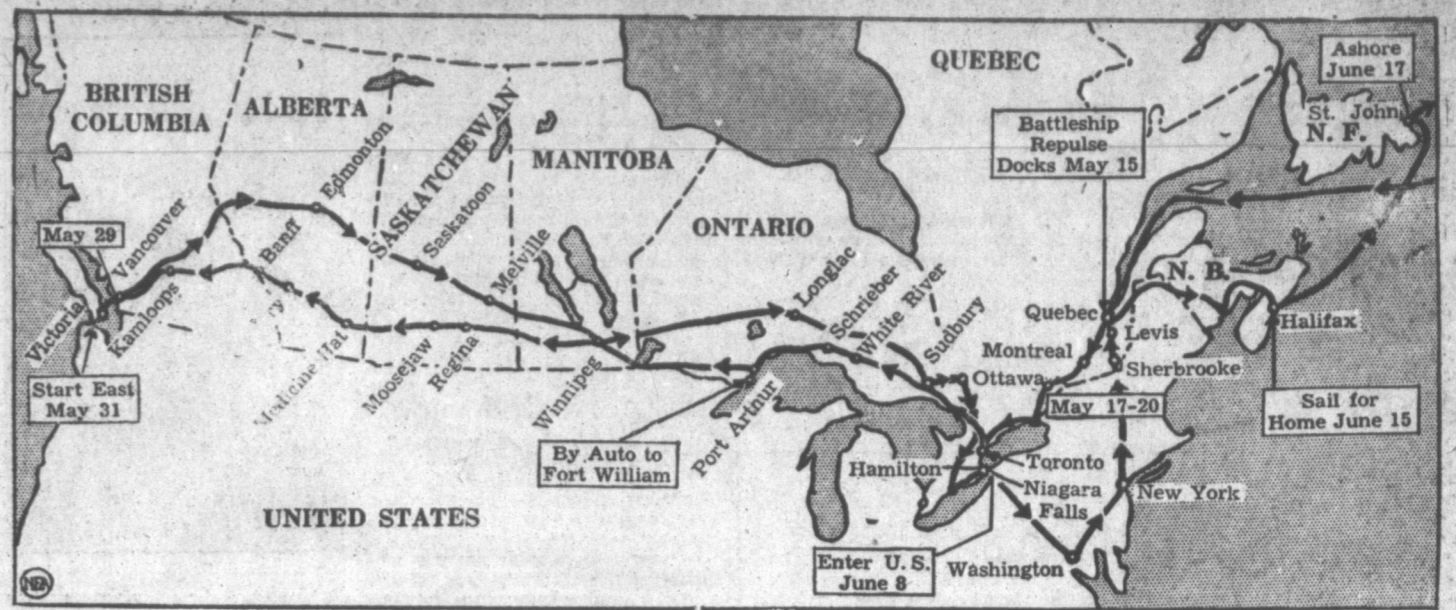 BRITISH
COLUMBIA
ALBERTA
SASKATCHEWAN
MANITOBA
ONTARIO
QUEBEC
Ashore
June 17
St. John
N. F.
Battleship
Repulse
Docks May 15
May 29
Vancouver
Victoria
Kamloops
Start East
May 31
Banff
Edmonton
Saskatoon
Melville
Moosejaw
Regina
Winnipeg
Longlac
Schrieber
White River
Sudbury
Port Artnur
By Auto to
Fort William
Quebec
Levis
Montreal
Sherbrooke
Ottawa
May 17-20
N. B.
Halifax
Sail for
Home June 15
Hamilton
Toronto
Niagara
Falls
New York
Enter U. S.
June 8
Washington
UNITED STATES